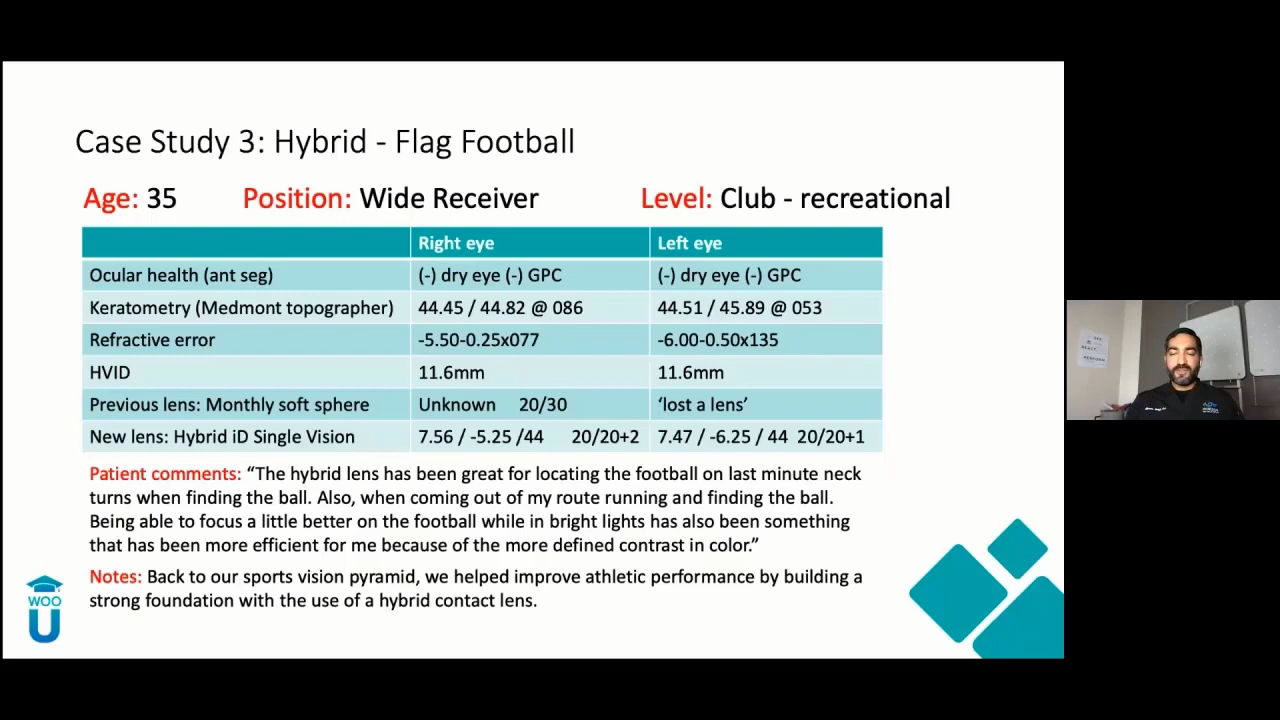 Case Study 3: Hybrid - Flag Football
Age: 35 Position: Wide Receiver Level: Club - recreational
Right eye Left eye
Ocular health (ant seg) (-) dry eye (-) GPC (-) dry eye (-) GPC
Keratometry (Medmont topographer) 44.45 / 44.82 @ 086 44.51 / 45.89 @ 053
Refractive error -5.50-0.25x077 -6.00-0.50x135
HVID 11.6mm 11.6mm
Previous lens: Monthly soft sphere Unknown 20/30 ‘lost a lens’
New lens: Hybrid iD Single Vision 7.56 / -5.25 /44 20/20+2 7.47 / -6.25 / 44 20/20+1
Patient comments: “The hybrid lens has been great for locating the football on last minute neck
turns when finding the ball. Also, when coming out of my route running and finding the ball.
Being able to focus a little better on the football while in bright lights has also been something
that has been more efficient for me because of the more defined contrast in color.”
Notes: Back to our sports vision pyramid, we helped improve athletic performance by building a
strong foundation with the use of a hybrid contact lens.
WOO
U